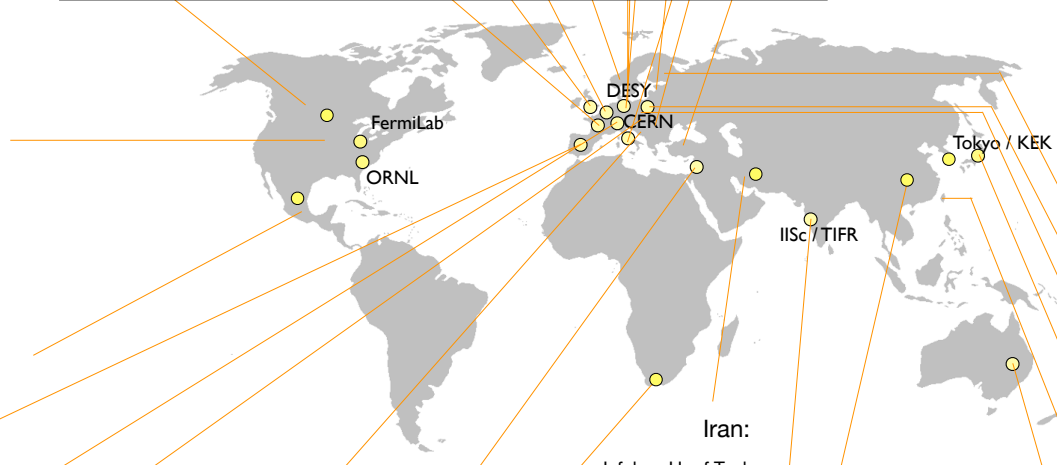 DESY
FermiLab
CERN
Tokyo / KEK
ORNL
IISc / TIFR
Iran: